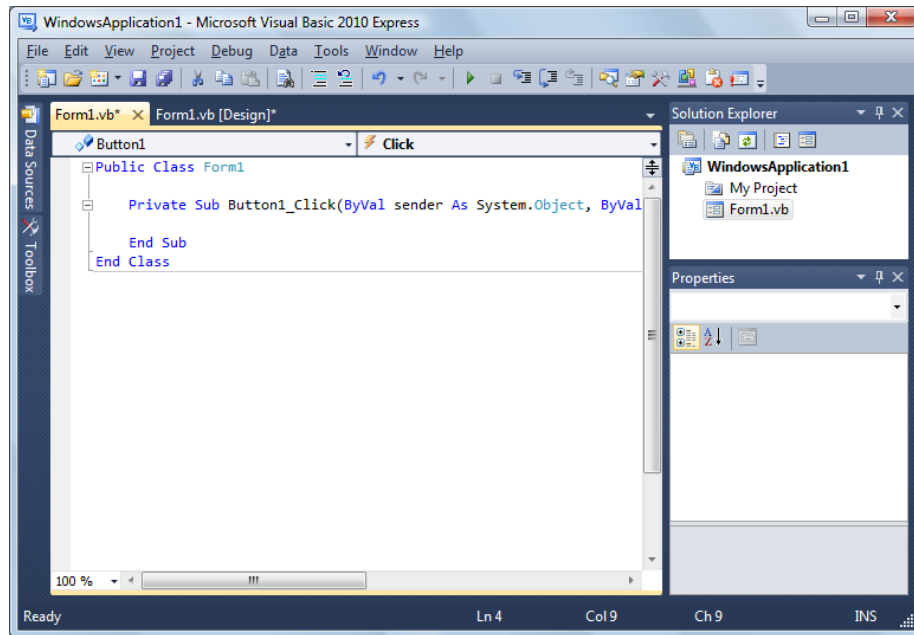 WindowsApplication1 - Microsoft Visual Basic 2010 Express
File Edit View Project Debug Data Tools Window Help
Form1.vb* Form1.vb [Design]*
Button1 Click
Public Class Form1
Private Sub Button1_Click(ByVal sender As System.Object, ByVal
End Sub
End Class
100 %
Data Sources
Toolbox
Solution Explorer
WindowsApplication1
My Project
Form1.vb
Properties
Ready Ln 4 Col 9 Ch 9 INS